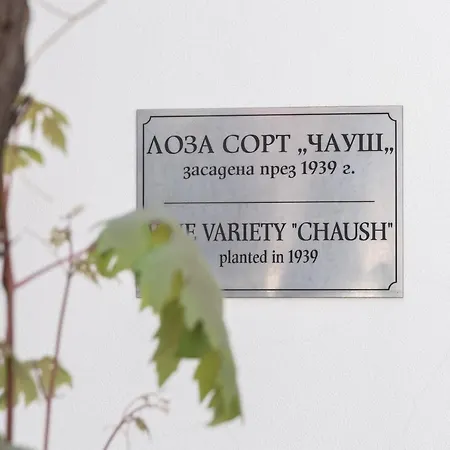 ЛОЗА СОРТ „ЧАУШ„
засадена през 1939 г.
VARIETY "CHAUSH"
planted in 1939